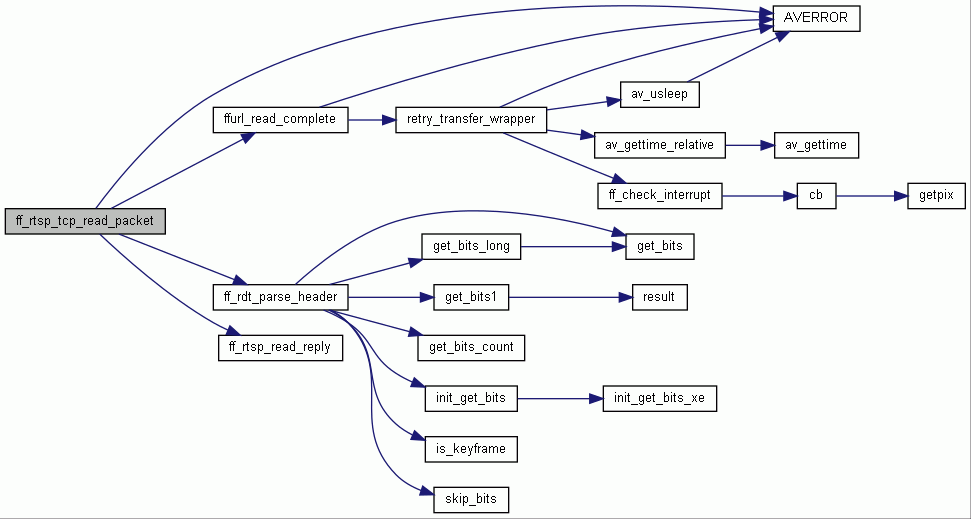 AVERROR
av_usleep
ffurl_read_complete
retry_transfer_wrapper
av_gettime_relative
av_gettime
ff_check_interrupt
cb
getpix
ff_rtsp_tcp_read_packet
get_bits_long
get_bits
ff_rdt_parse_header
get_bits1
result
ff_rtsp_read_reply
get_bits_count
init_get_bits
init_get_bits_xe
is_keyframe
skip_bits